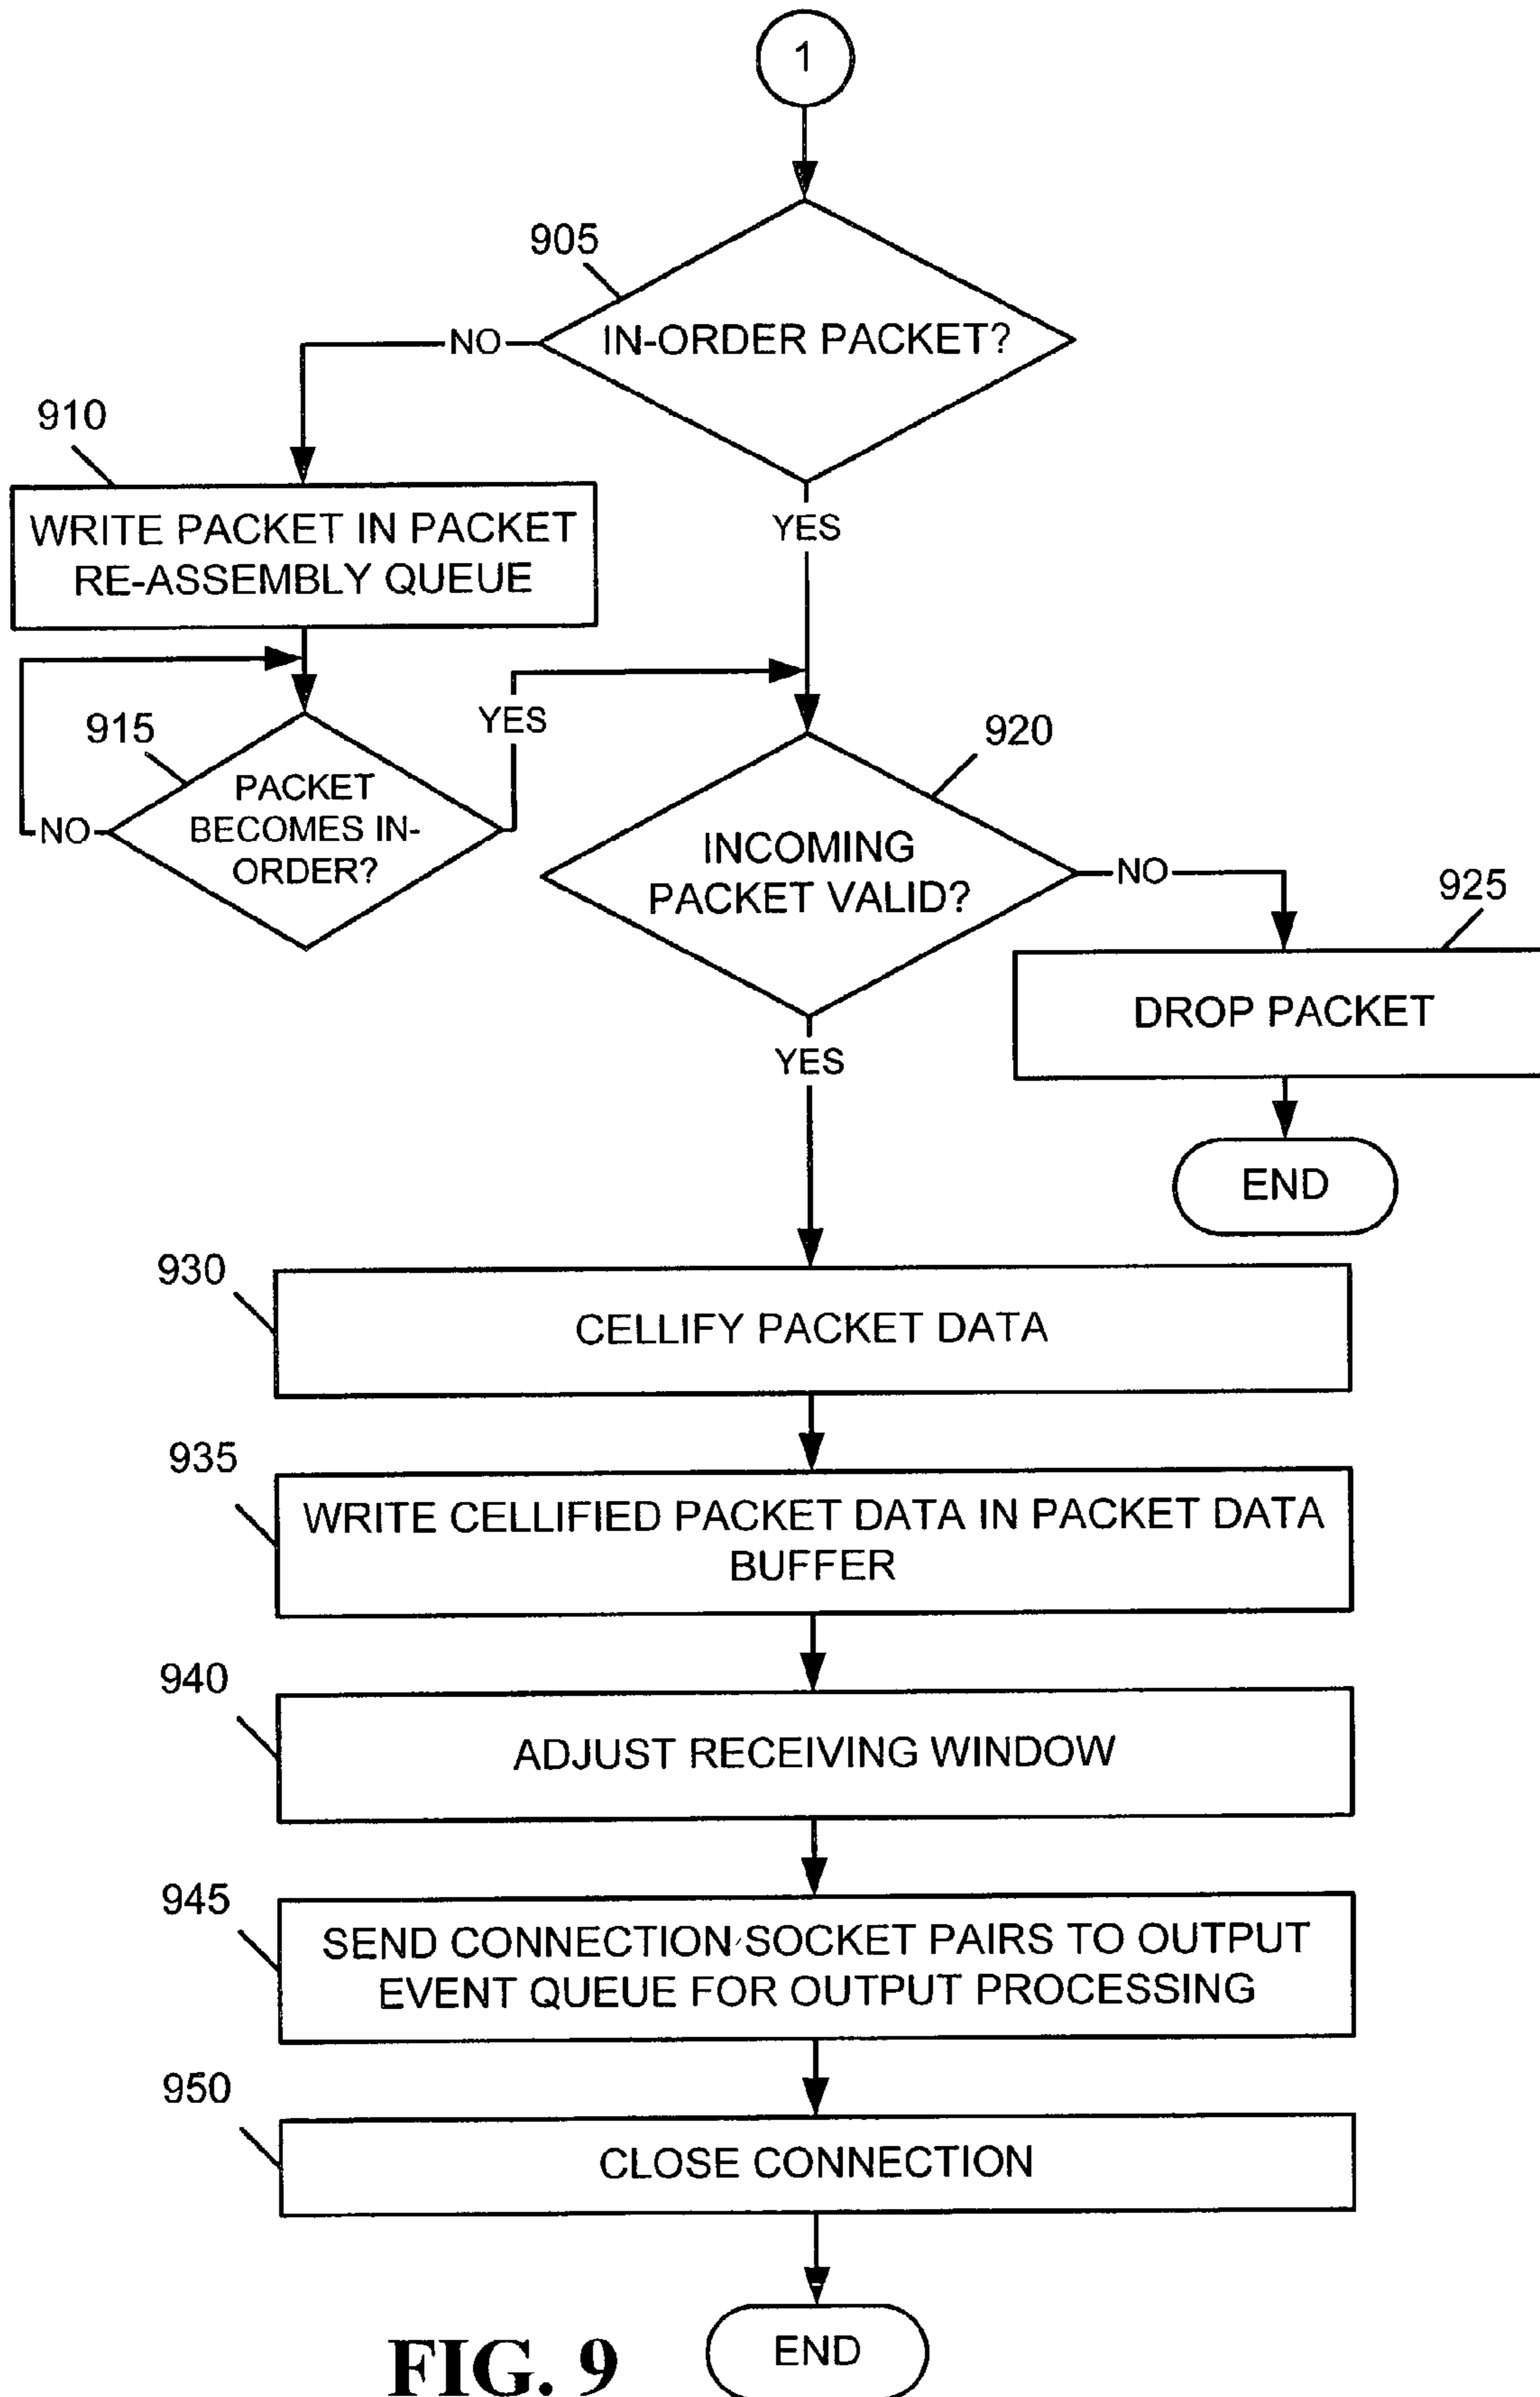 1
905
IN-ORDER PACKET?
NO
910
YES
WRITE PACKET IN PACKET
RE-ASSEMBLY QUEUE
915
YES
920
PACKET
BECOMES IN-
ORDER?
NO
INCOMING
PACKET VALID?
NO
925
DROP PACKET
YES
END
930
CELLIFY PACKET DATA
935
WRITE CELLIFIED PACKET DATA IN PACKET DATA
BUFFER
940
ADJUST RECEIVING WINDOW
945
SEND CONNECTION SOCKET PAIRS TO OUTPUT
EVENT QUEUE FOR OUTPUT PROCESSING
950
CLOSE CONNECTION
END
FIG. 9